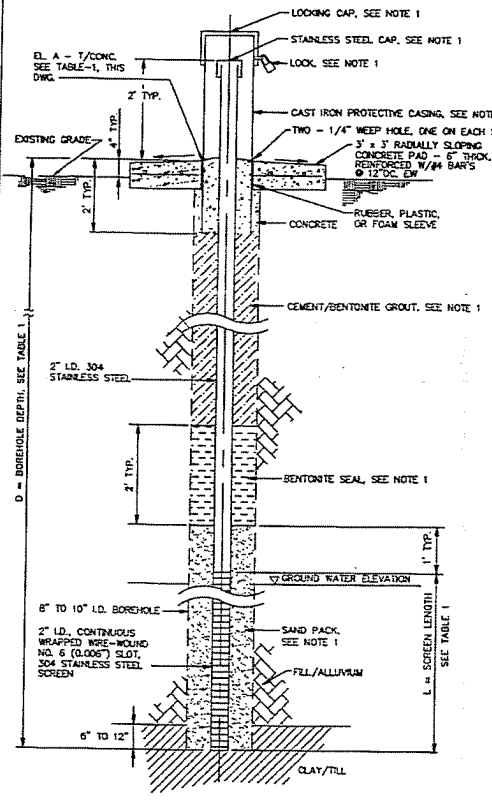 LOCKING CAP, SEE NOTE 1
STAINLESS STEEL CAP, SEE NOTE 1
EL. A - T/CONC.
SEE TABLE-1, THIS
DWG.
LOCK, SEE NOTE 1
2' TYP.
CAST IRON PROTECTIVE CASING, SEE NOTE
TWO - 1/4" WEEP HOLE, ONE ON EACH
EXISTING GRADE
4" TYP.
3' x 3' RADIALLY SLOPING
CONCRETE PAD - 6" THICK,
REINFORCED W/#4 BAR'S
@ 12"OC. EW
2' TYP.
RUBBER, PLASTIC,
OR FOAM SLEEVE
CONCRETE
CEMENT/BENTONITE GROUT, SEE NOTE 1
D = BOREHOLE DEPTH, SEE TABLE 1
2" I.D. 304
STAINLESS STEEL
2' TYP.
BENTONITE SEAL, SEE NOTE 1
1' TYP.
GROUND WATER ELEVATION
8" TO 10" I.D. BOREHOLE
2" I.D., CONTINUOUS
WRAPPED WIRE-WOUND
NO. 6 (0.006") SLOT,
304 STAINLESS STEEL
SCREEN
SAND PACK,
SEE NOTE 1
L = SCREEN LENGTH
SEE TABLE 1
FILL/ALLUVIUM
6" TO 12"
CLAY/TILL